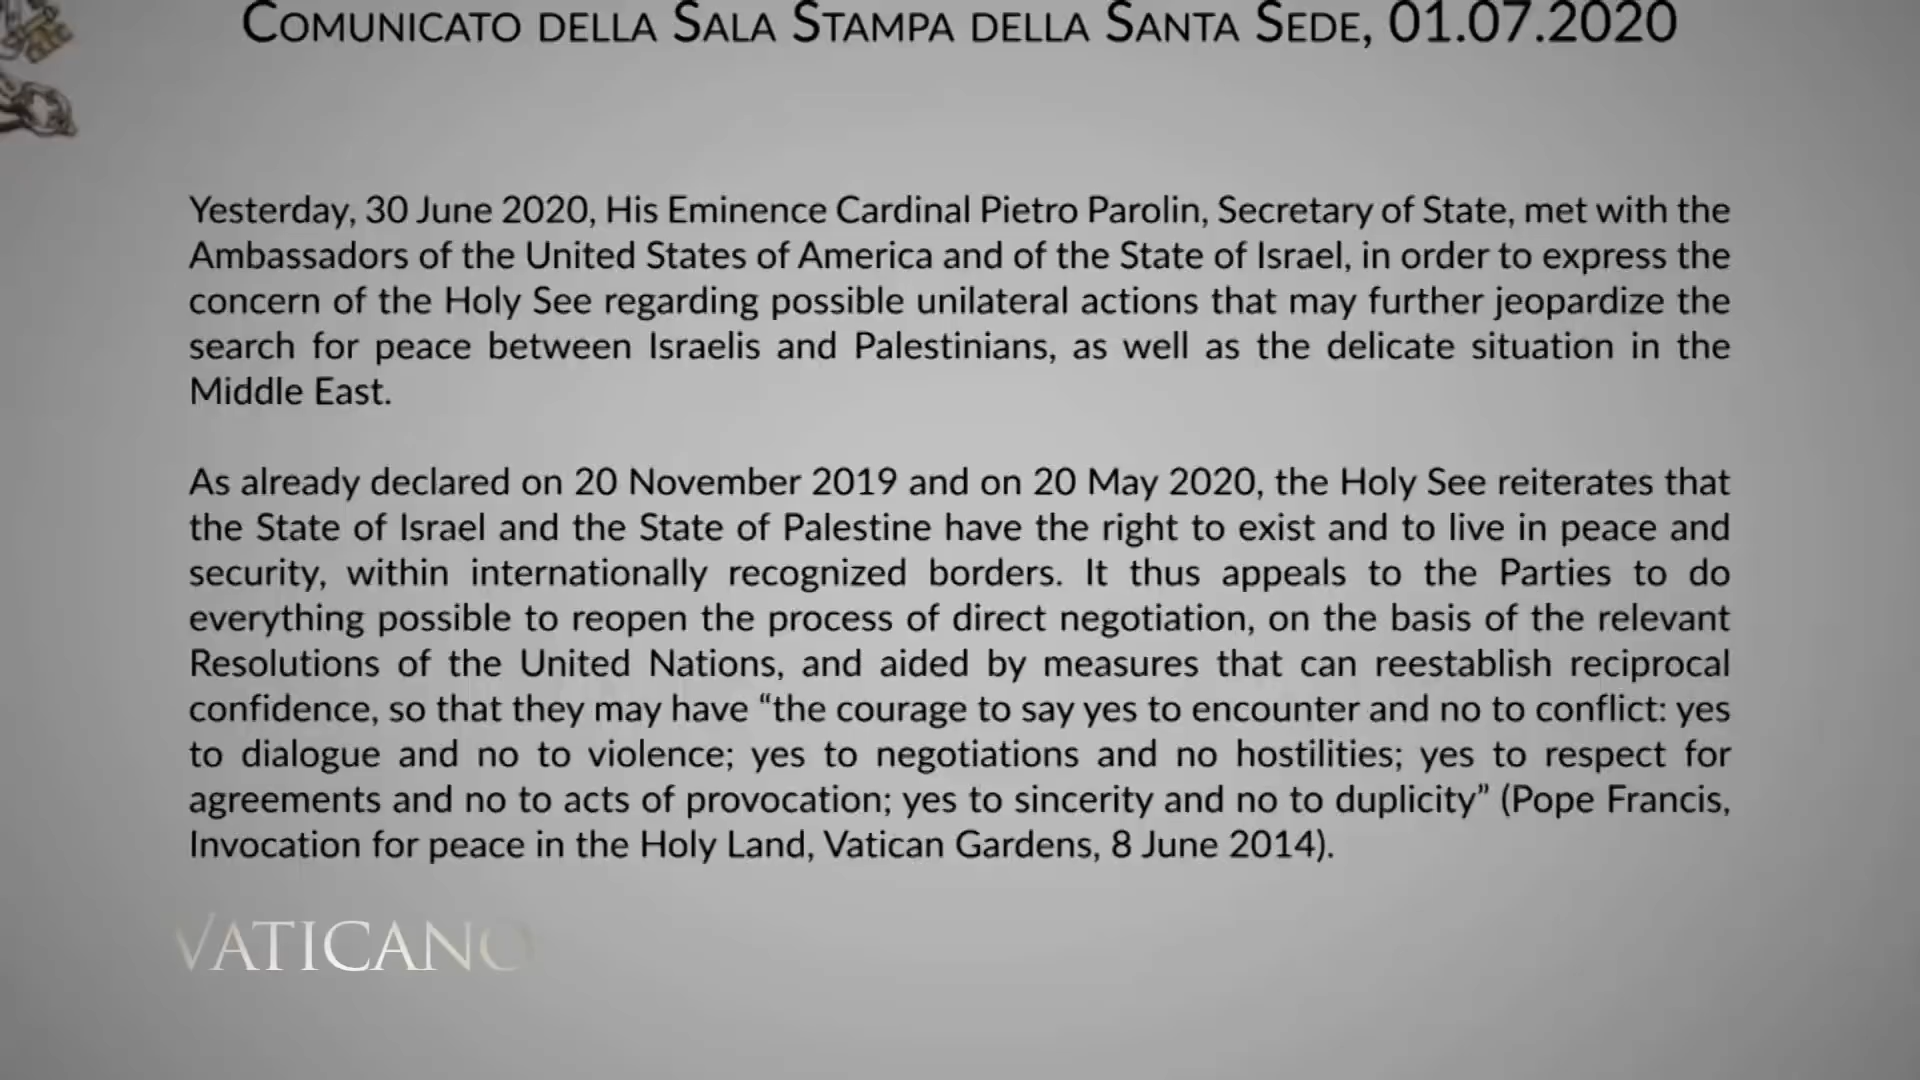 COMUNICATO DELLA SALA STAMPA DELLA SANTA SEDE, 01.07.2020
Yesterday, 30 June 2020, His Eminence Cardinal Pietro Parolin, Secretary of State, met with the
Ambassadors of the United States of America and of the State of Israel, in order to express the
concern of the Holy See regarding possible unilateral actions that may further jeopardize the
search for peace between Israelis and Palestinians, as well as the delicate situation in the
Middle East.
As already declared on 20 November 2019 and on 20 May 2020, the Holy See reiterates that
the State of Israel and the State of Palestine have the right to exist and to live in peace and
security, within internationally recognized borders. It thus appeals to the Parties to do
everything possible to reopen the process of direct negotiation, on the basis of the relevant
Resolutions of the United Nations, and aided by measures that can reestablish reciprocal
confidence, so that they may have “the courage to say yes to encounter and no to conflict: yes
to dialogue and no to violence; yes to negotiations and no hostilities; yes to respect for
agreements and no to acts of provocation; yes to sincerity and no to duplicity” (Pope Francis,
Invocation for peace in the Holy Land, Vatican Gardens, 8 June 2014).
VATICANO